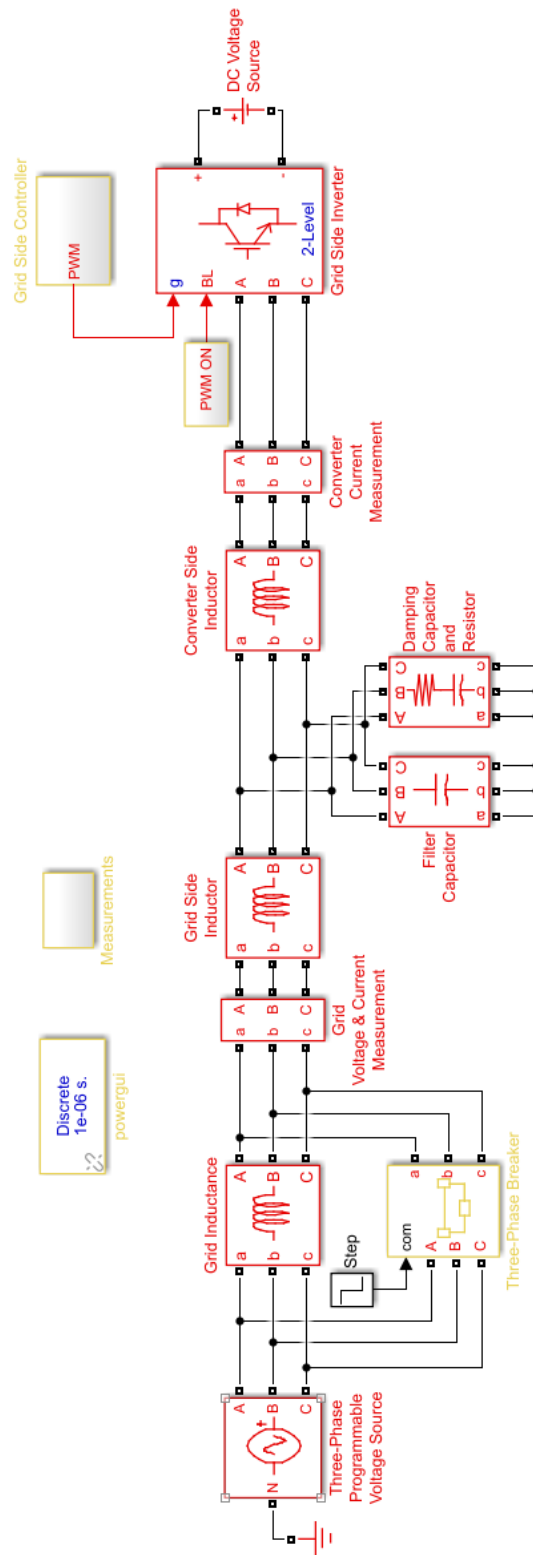 Discrete
1e-06 s.
powergui
Measurements
Grid Side Controller
PWM
PWM ON
Three-Phase
Programmable
Voltage Source
N
A
B
C
Grid Inductance
a
b
c
A
B
C
Step
com
A
B
C
a
b
c
Three-Phase Breaker
Grid
Voltage & Current
Measurement
a
b
c
A
B
C
Grid Side
Inductor
a
b
c
A
B
C
Filter
Capacitor
A
B
C
a
b
c
Damping
Capacitor
and
Resistor
A
B
C
a
b
c
Converter Side
Inductor
a
b
c
A
B
C
Converter
Current
Measurement
a
b
c
A
B
C
g
BL
A
B
C
+
-
2-Level
Grid Side Inverter
+
DC Voltage
Source